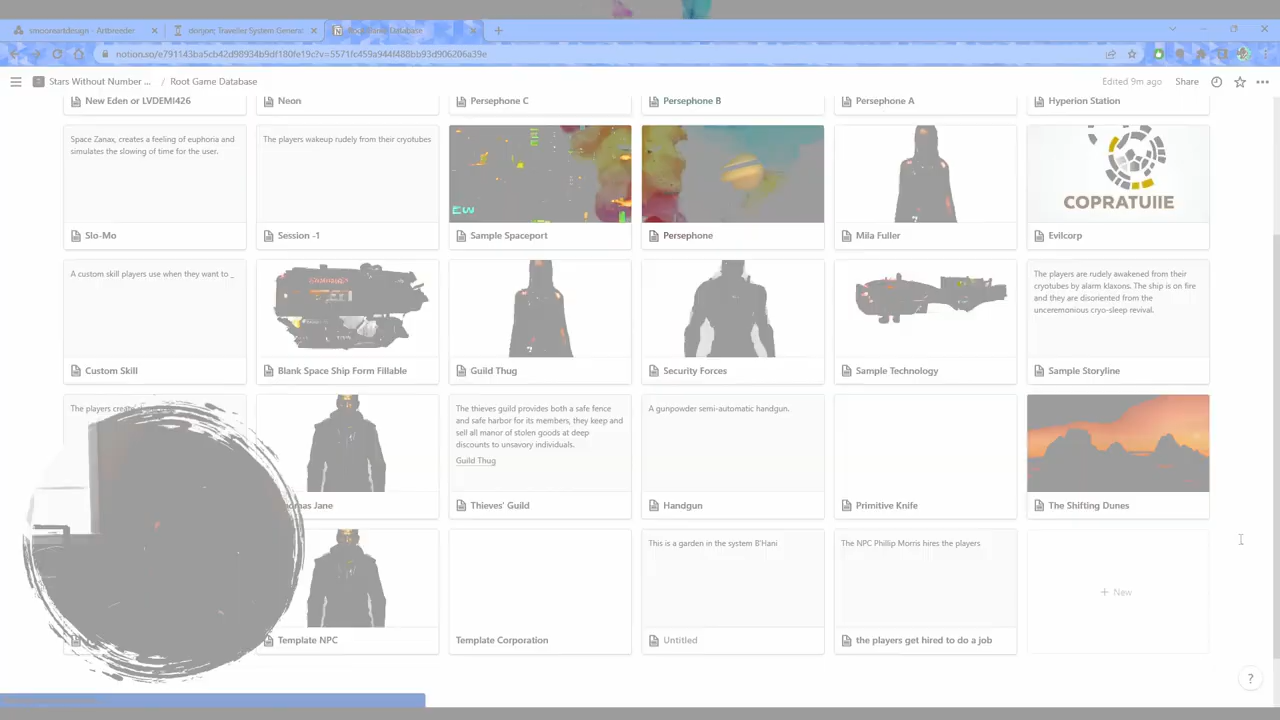 smooreartdsugn - Artbreeder
donjon; Traveller System Genera
notion.so/e791143ba5cb42d98934b9df180fe19c?v=5571fc459a944f488bb93d906206a39e
Stars Without Number ... / Root Game Database
Edited 9m ago
Share
New Eden or LVDEMI426
Neon
Persephone C
Persephone B
Persephone A
Hyperion Station
Space Zanax, creates a feeling of euphoria and
simulates the slowing of time for the user.
Slo-Mo
The players wakeup rudely from their cryotubes
Session -1
Sample Spaceport
Persephone
Mila Fuller
COPRATUIIE
Evilcorp
A custom skill players use when they want to _
Custom Skill
Blank Space Ship Form Fillable
Guild Thug
Security Forces
Sample Technology
The players are rudely awakened from their
cryotubes by alarm klaxons. The ship is on fire
and they are disoriented from the
unceremonious cryo-sleep revival.
Sample Storyline
The players
Jane
The thieves guild provides both a safe fence
and safe harbor for its members, they keep and
sell all manor of stolen goods at deep
discounts to unsavory individuals.
Guild Thug
Thieves' Guild
A gunpowder semi-automatic handgun.
Handgun
Primitive Knife
The Shifting Dunes
Template NPC
Template Corporation
This is a garden in the system B'Hani
Untitled
The NPC Phillip Morris hires the players
the players get hired to do a job
+ New
?